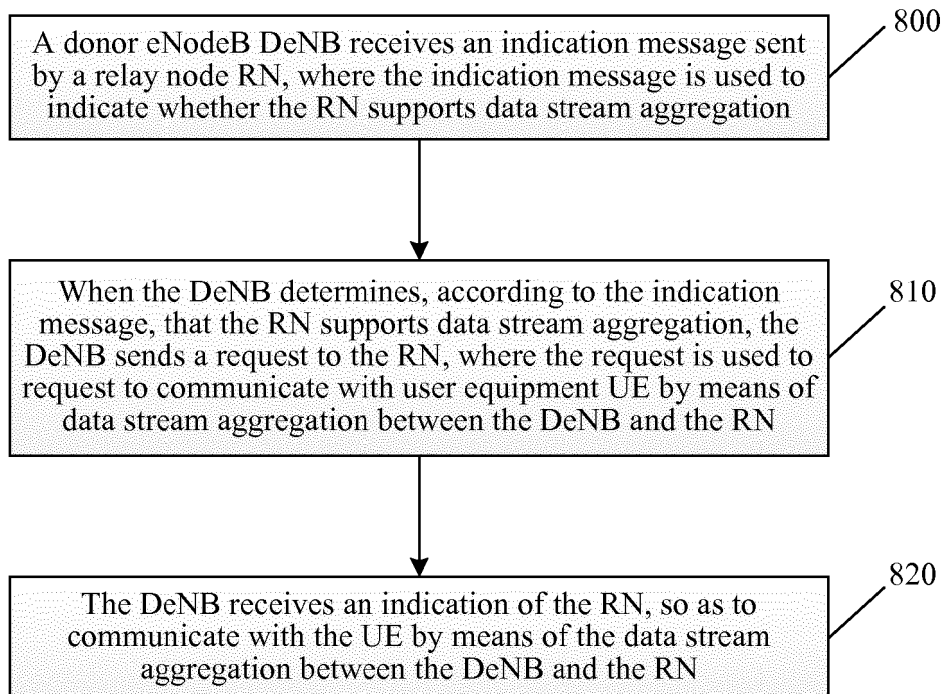 A donor eNodeB DeNB receives an indication message sent
by a relay node RN, where the indication message is used to
indicate whether the RN supports data stream aggregation
800
When the DeNB determines, according to the indication
message, that the RN supports data stream aggregation, the
DeNB sends a request to the RN, where the request is used to
request to communicate with user equipment UE by means of
data stream aggregation between the DeNB and the RN
810
The DeNB receives an indication of the RN, so as to
communicate with the UE by means of the data stream
aggregation between the DeNB and the RN
820